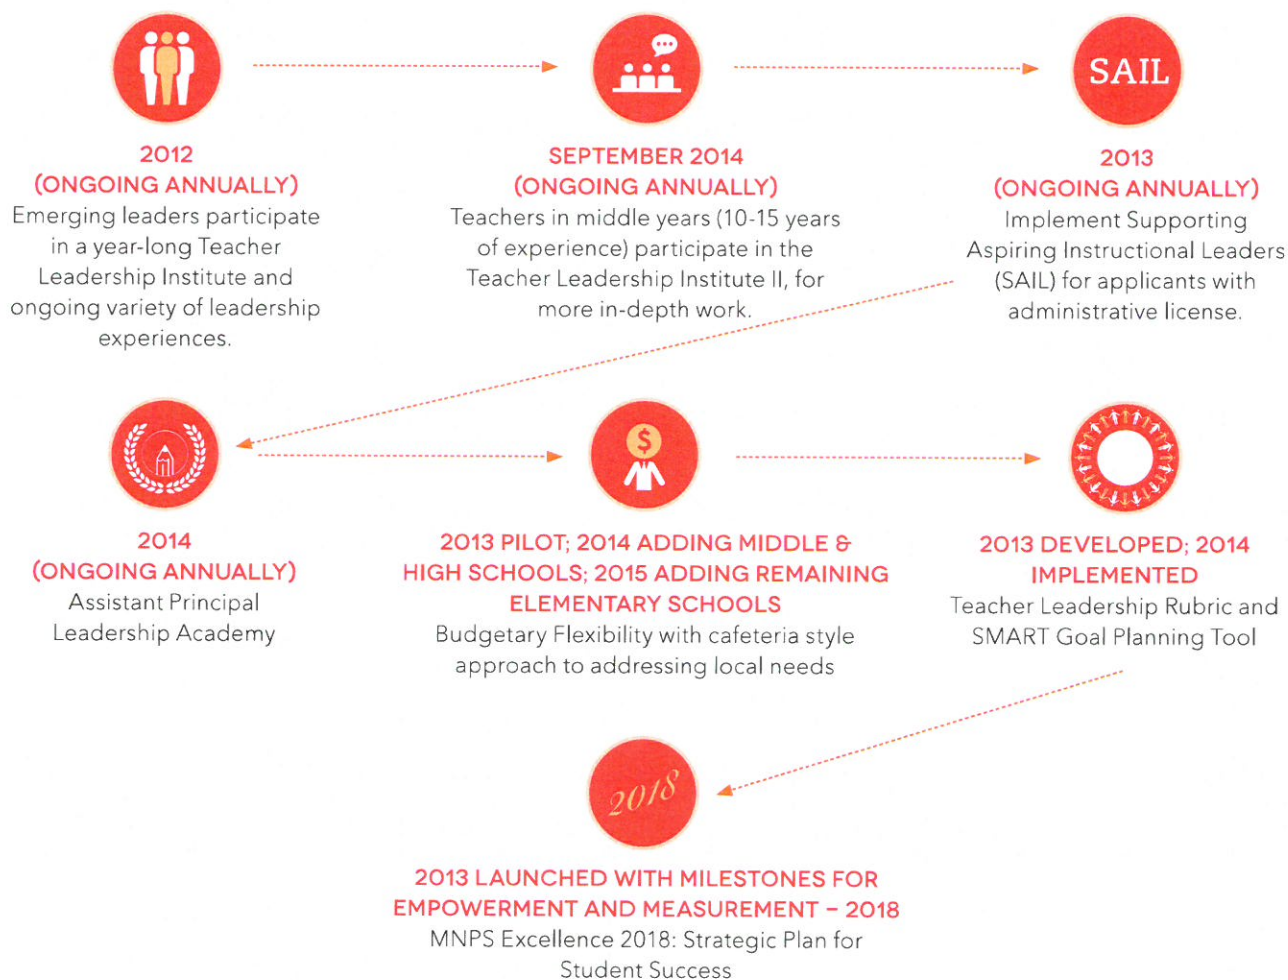 SAIL
2012
(ONGOING ANNUALLY)
Emerging leaders participate
in a year-long Teacher
Leadership Institute and
ongoing variety of leadership
experiences.
SEPTEMBER 2014
(ONGOING ANNUALLY)
Teachers in middle years (10-15 years
of experience) participate in the
Teacher Leadership Institute II, for
more in-depth work.
2013
(ONGOING ANNUALLY)
Implement Supporting
Aspiring Instructional Leaders
(SAIL) for applicants with
administrative license.
$
2014
(ONGOING ANNUALLY)
Assistant Principal
Leadership Academy
2013 PILOT; 2014 ADDING MIDDLE &
HIGH SCHOOLS; 2015 ADDING REMAINING
ELEMENTARY SCHOOLS
Budgetary Flexibility with cafeteria style
approach to addressing local needs
2013 DEVELOPED; 2014
IMPLEMENTED
Teacher Leadership Rubric and
SMART Goal Planning Tool
2018
2013 LAUNCHED WITH MILESTONES FOR
EMPOWERMENT AND MEASUREMENT – 2018
MNPS Excellence 2018: Strategic Plan for
Student Success